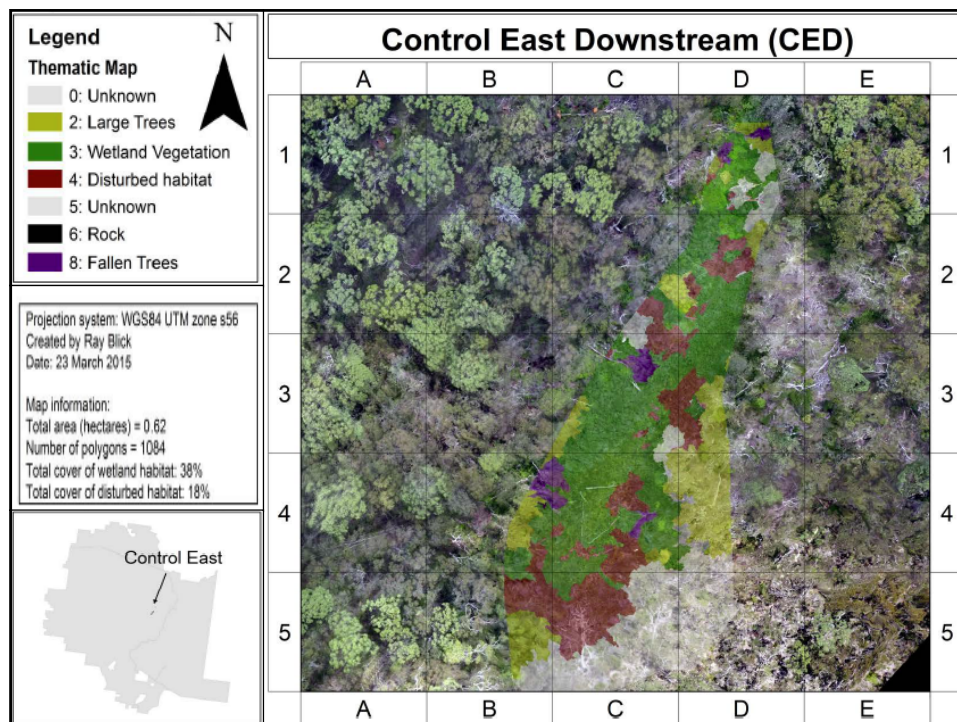 Legend
N
Thematic Map
0: Unknown
2: Large Trees
3: Wetland Vegetation
4: Disturbed habitat
5: Unknown
6: Rock
8: Fallen Trees
Projection system: WGS84 UTM zone s56
Created by Ray Blick
Date: 23 March 2015
Map information:
Total area (hectares) = 0.62
Number of polygons = 1084
Total cover of wetland habitat: 38%
Total cover of disturbed habitat: 18%
Control East
Control East Downstream (CED)
A B C D E
1 1
2 2
3 3
4 4
5 5
A B C D E